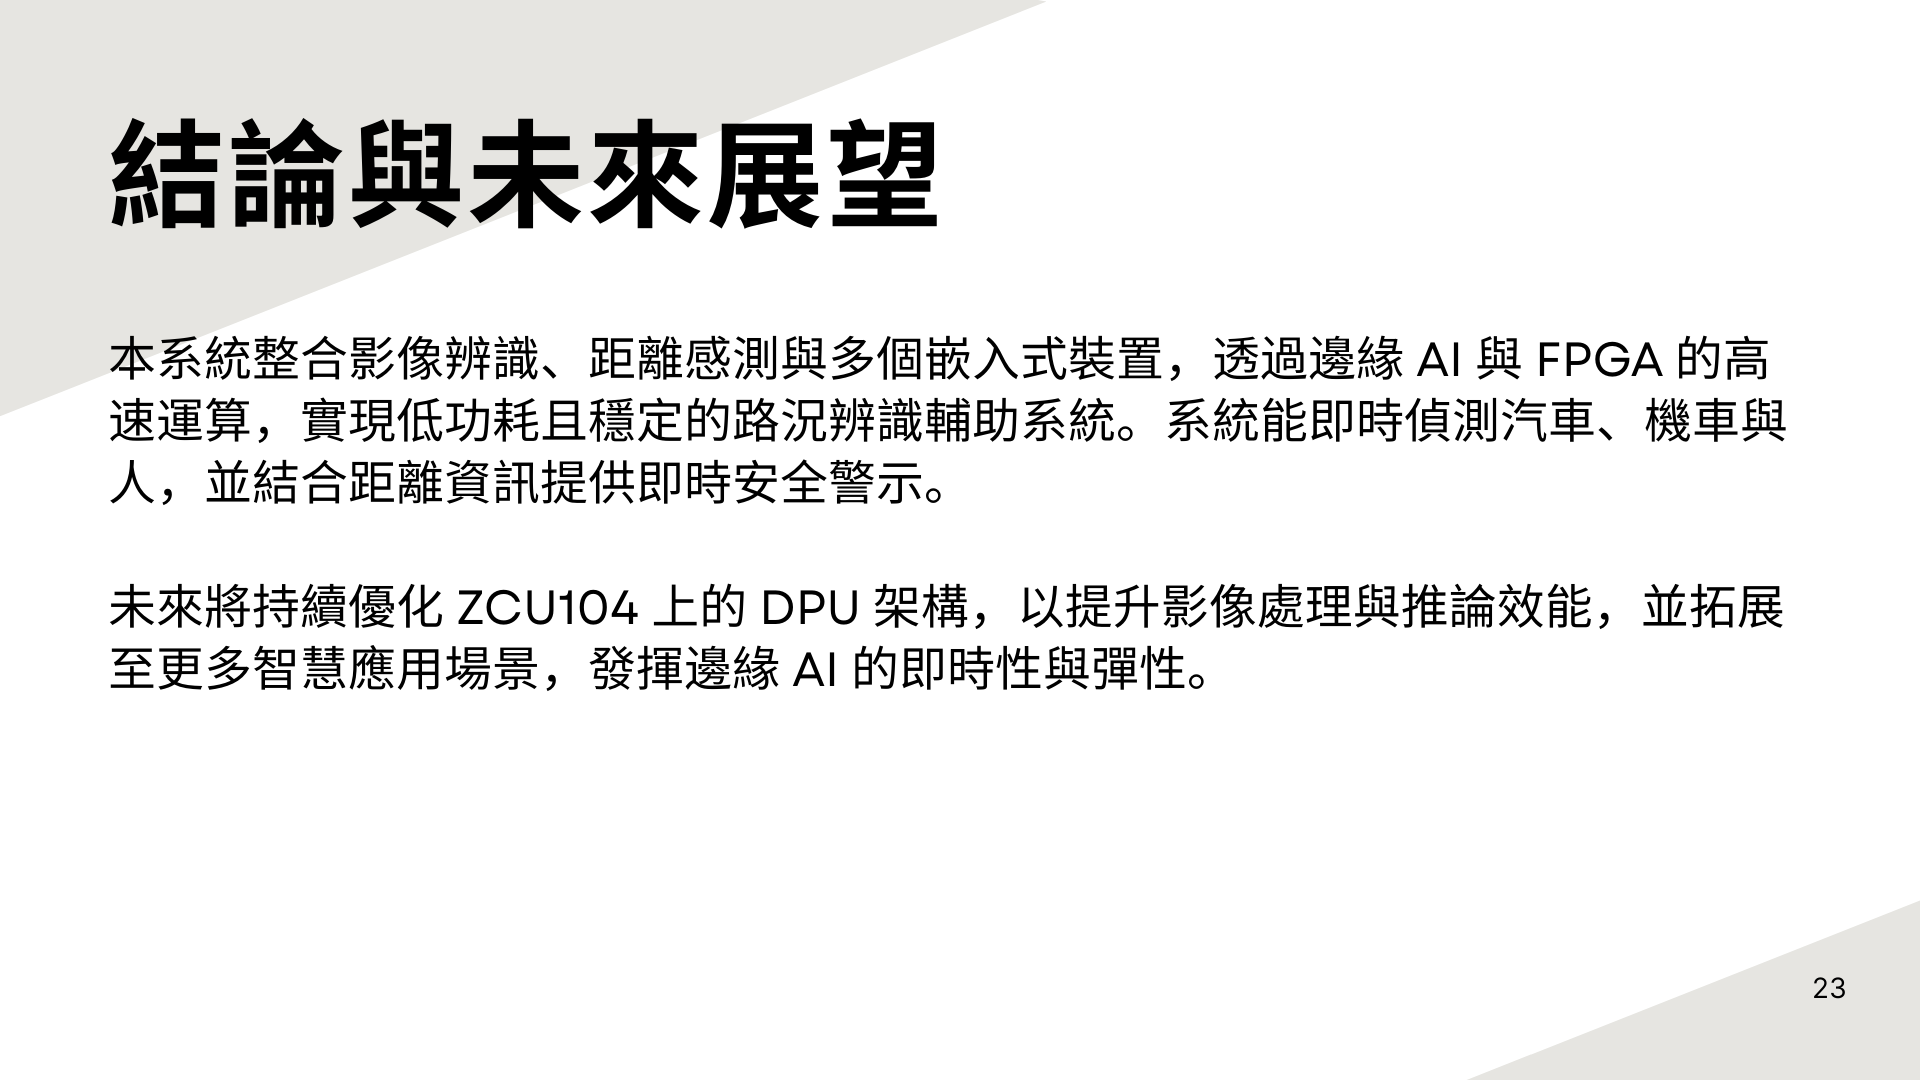 結論與未來展望
本系統整合影像辨識、距離感測與多個嵌入式裝置，透過邊緣 AI 與 FPGA 的高
速運算，實現低功耗且穩定的路況辨識輔助系統。系統能即時偵測汽車、機車與
人，並結合距離資訊提供即時安全警示。
未來將持續優化 ZCU104 上的 DPU 架構，以提升影像處理與推論效能，並拓展
至更多智慧應用場景，發揮邊緣 AI 的即時性與彈性。
23